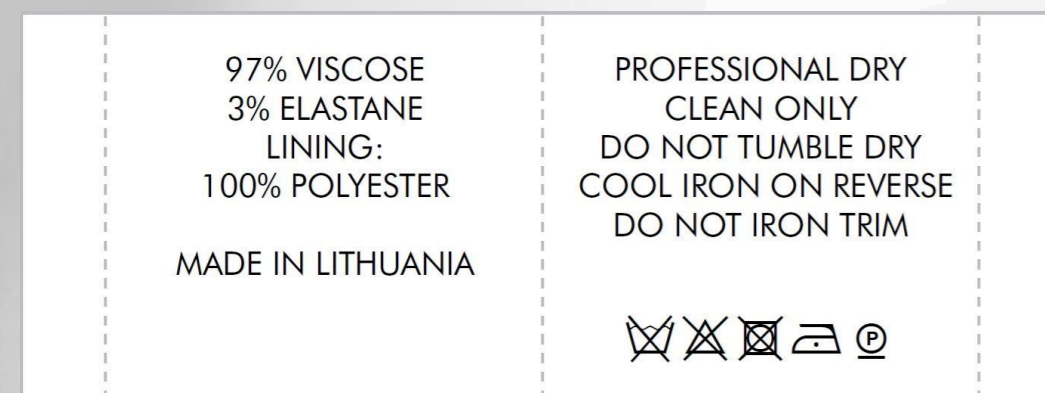 97% VISCOSE
3% ELASTANE
LINING:
100% POLYESTER
MADE IN LITHUANIA
PROFESSIONAL DRY
CLEAN ONLY
DO NOT TUMBLE DRY
COOL IRON ON REVERSE
DO NOT IRON TRIM
P